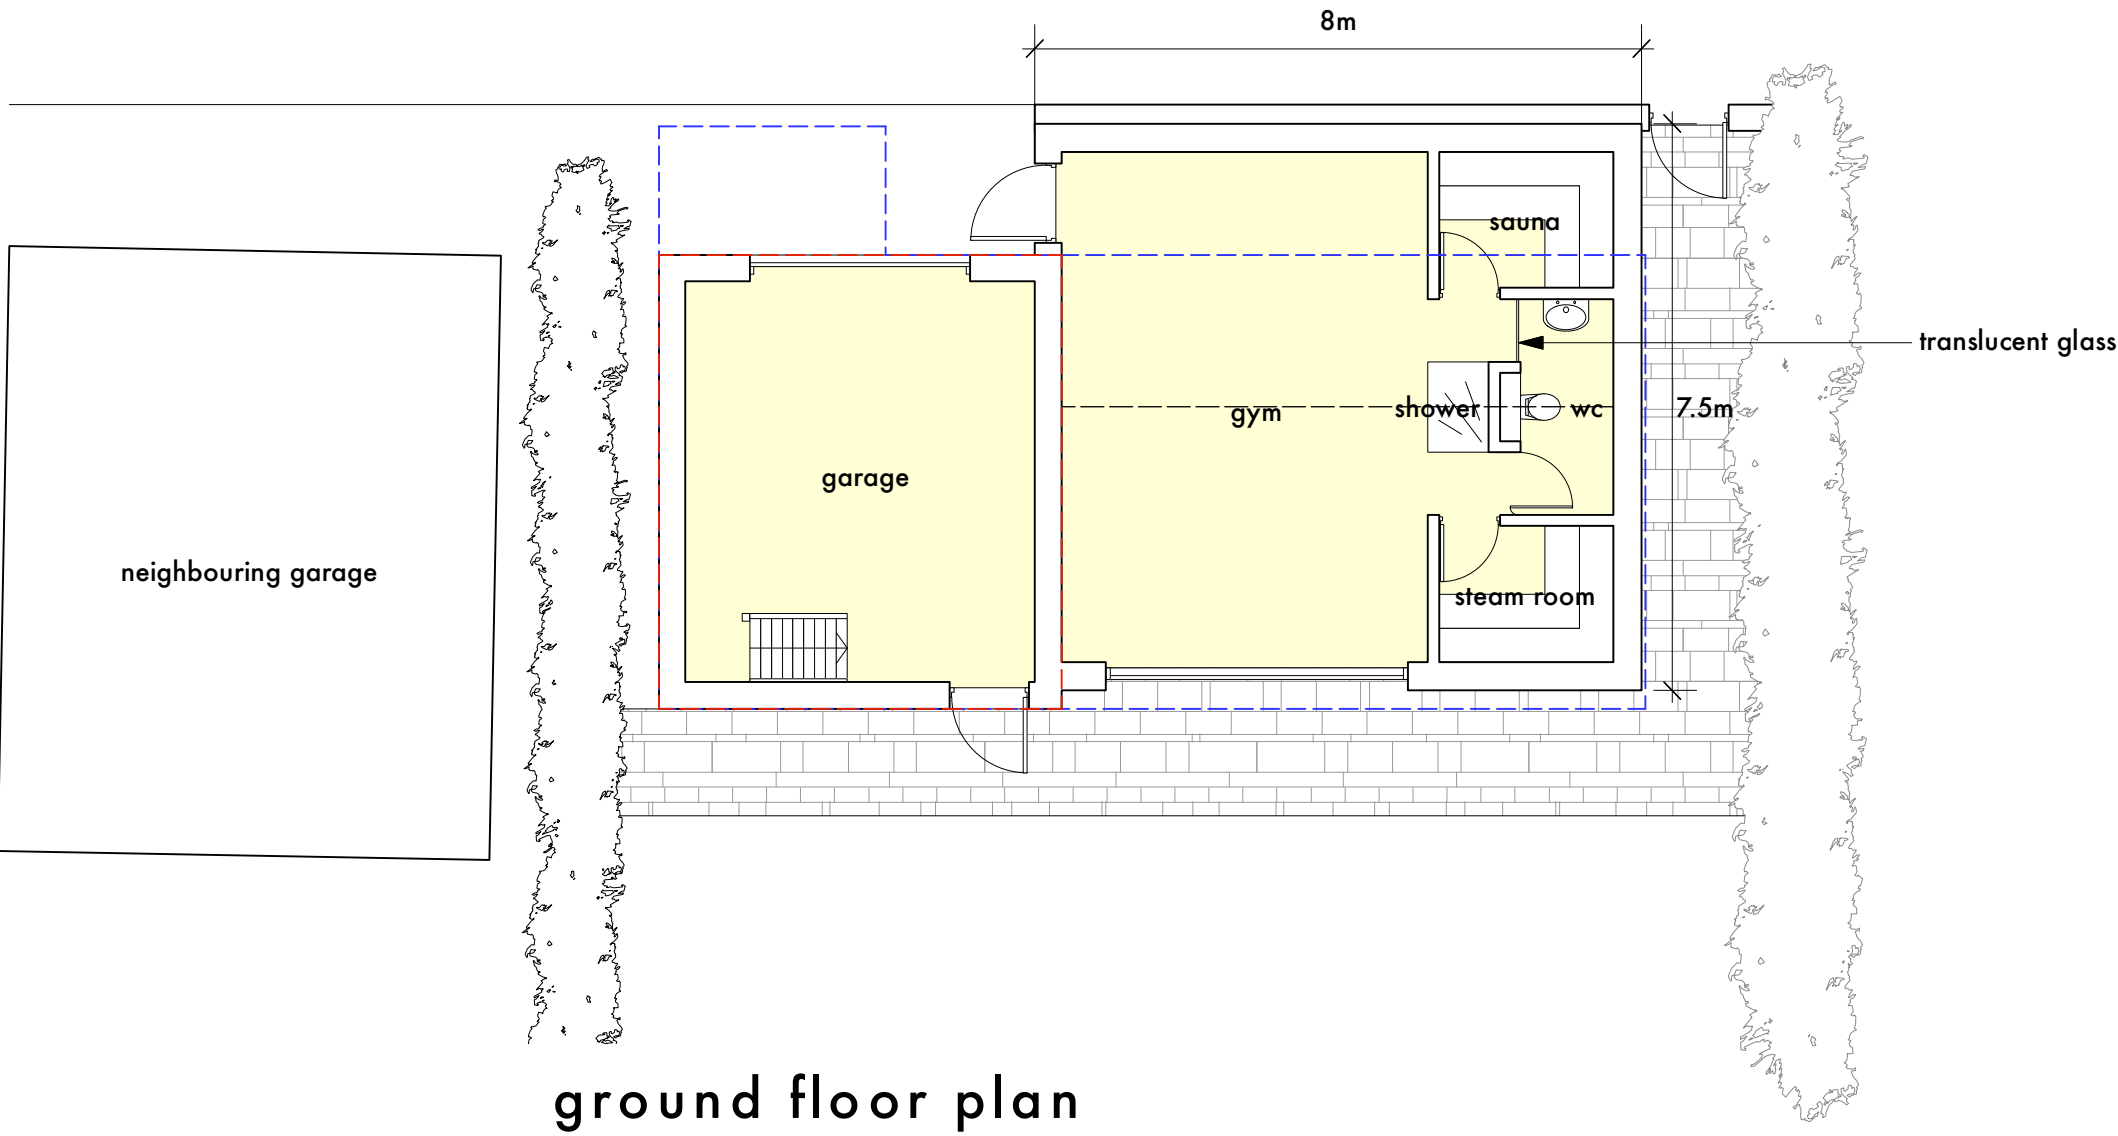 8m
sauna
translucent glass
shower
wc
7.5m
gym
garage
neighbouring garage
steam room
ground floor plan